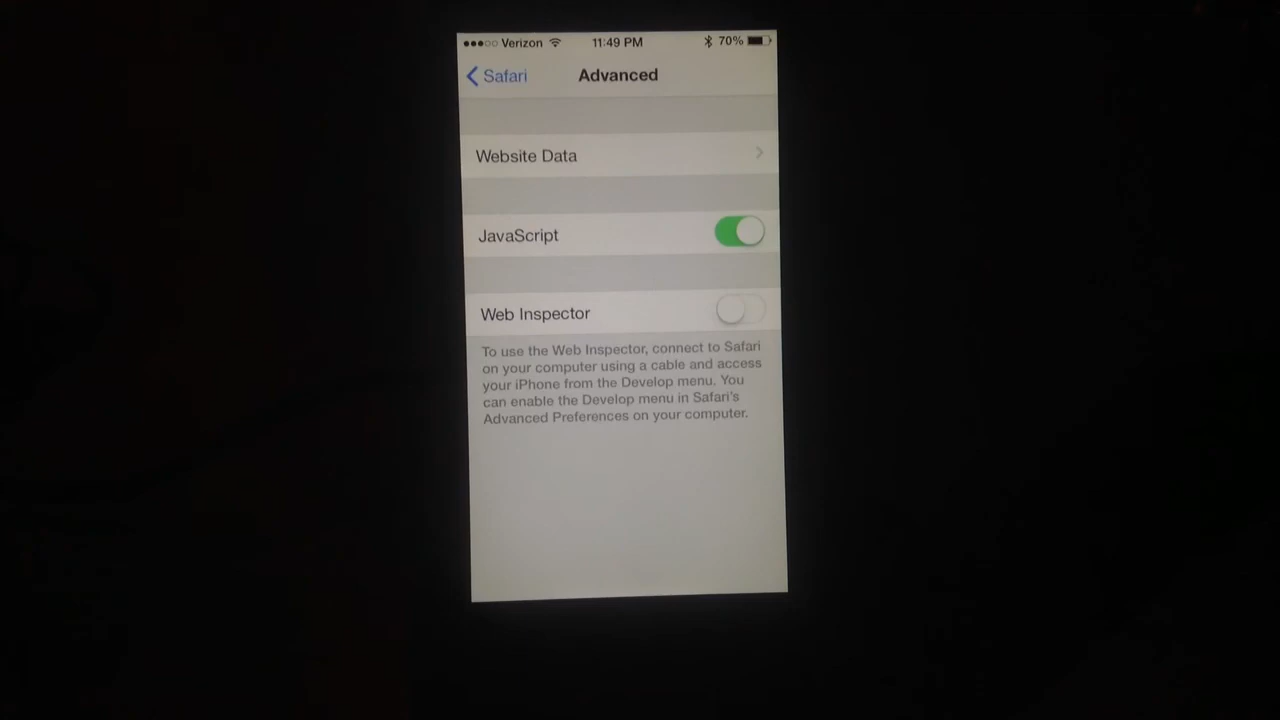 Verizon 11:49 PM 70%
Safari Advanced
Website Data
JavaScript
Web Inspector
To use the Web Inspector, connect to Safari
on your computer using a cable and access
your iPhone from the Develop menu. You
can enable the Develop menu in Safari's
Advanced Preferences on your computer.